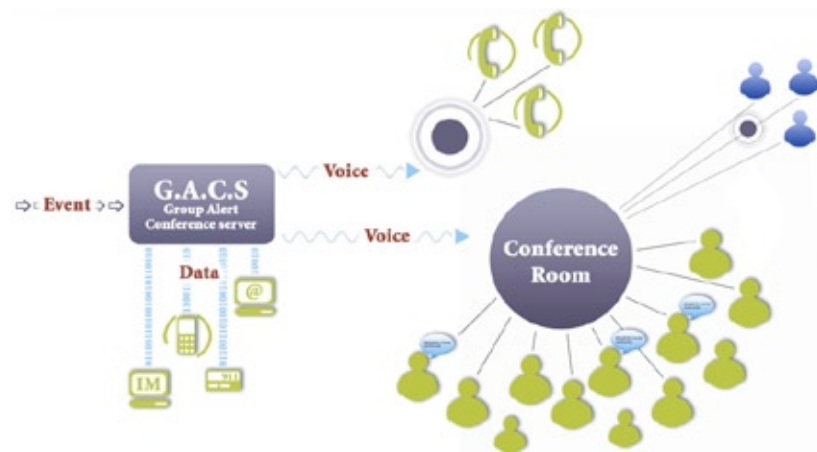 Event
G.A.C.S
Group Alert
Conference server
Voice
Voice
Data
@
IM
Conference
Room